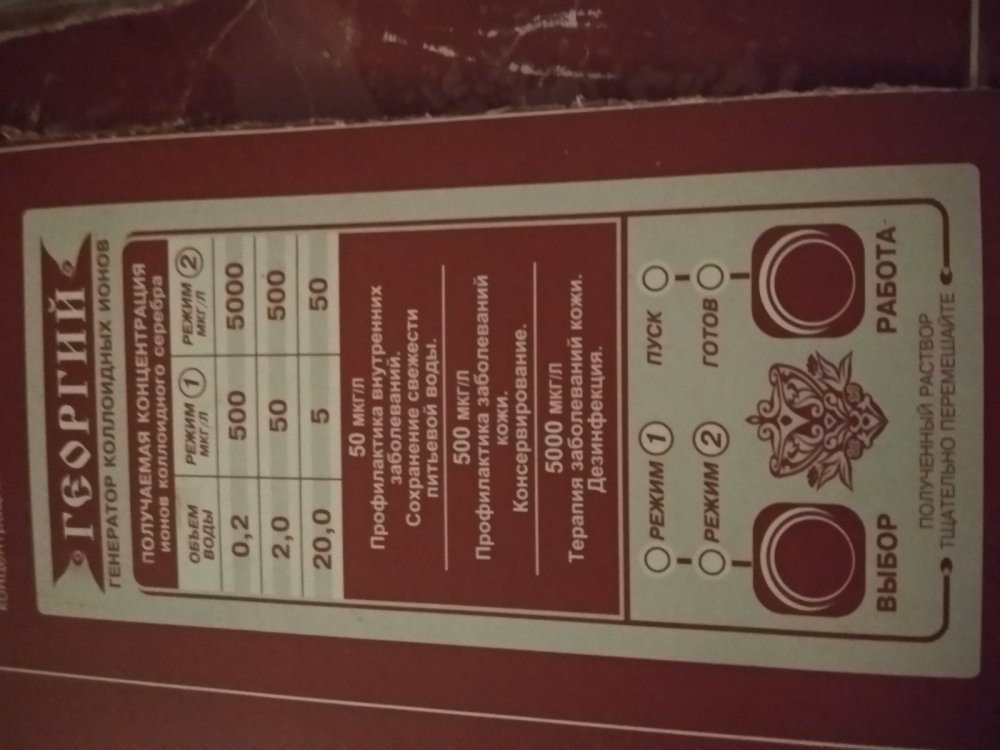 ГЕОРГИЙ
ГЕНЕРАТОР КОЛЛОИДНЫХ ИОНОВ
ПОЛУЧАЕМАЯ КОНЦЕНТРАЦИЯ
ионов коллоидного серебра
ОБЪЕМ ВОДЫ РЕЖИМ 1 МКГ/Л РЕЖИМ 2 МКГ/Л
0,2 500 5000
2,0 50 500
20,0 5 50
50 МКГ/Л
Профилактика внутренних
заболеваний.
Сохранение свежести
питьевой воды.
500 МКГ/Л
Профилактика заболеваний
кожи.
Консервирование.
5000 МКГ/Л
Терапия заболеваний кожи.
Дезинфекция.
РЕЖИМ 1 ПУСК
РЕЖИМ 2 ГОТОВ
ВЫБОР РАБОТА
ПОЛУЧЕННЫЙ РАСТВОР
ТЩАТЕЛЬНО ПЕРЕМЕШАЙТЕ